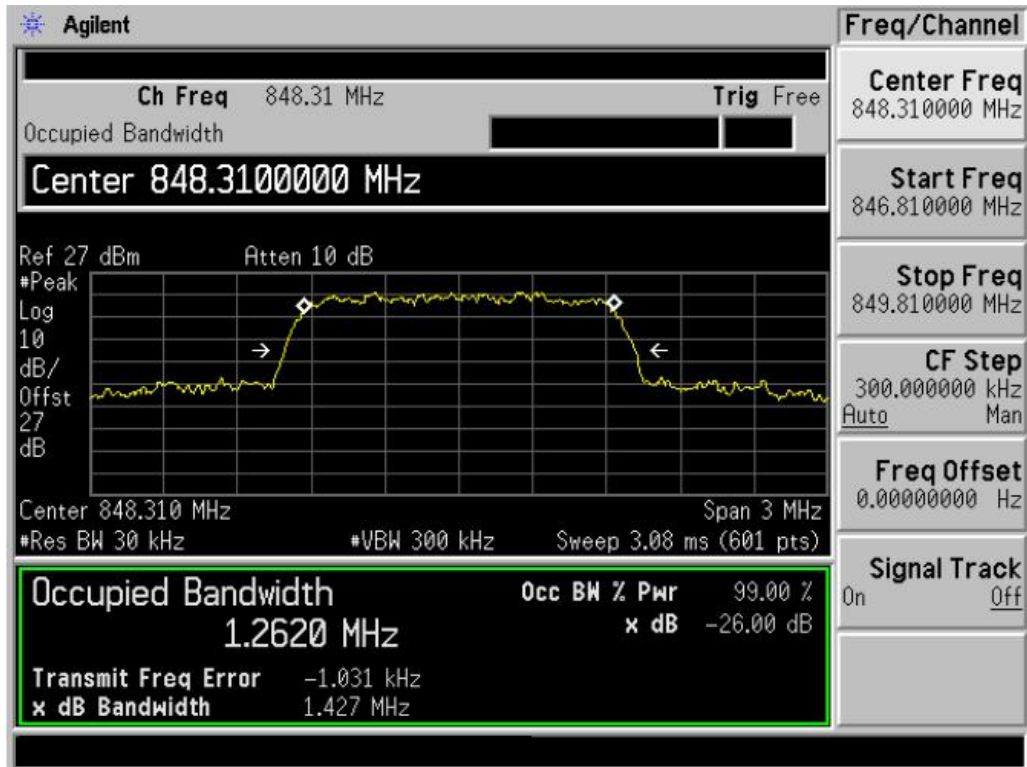 Agilent
Freq/Channel
Ch Freq 848.31 MHz Trig Free
Occupied Bandwidth
Center 848.3100000 MHz
Ref 27 dBm Atten 10 dB
#Peak
Log
10
dB/
Offst
27
dB
Center 848.310 MHz Span 3 MHz
#Res BW 30 kHz #VBW 300 kHz Sweep 3.08 ms (601 pts)
Occupied Bandwidth Occ BW % Pwr 99.00 %
1.2620 MHz x dB -26.00 dB
Transmit Freq Error -1.031 kHz
x dB Bandwidth 1.427 MHz
Center Freq
848.310000 MHz
Start Freq
846.810000 MHz
Stop Freq
849.810000 MHz
CF Step
300.000000 kHz
Auto Man
Freq Offset
0.00000000 Hz
Signal Track
On Off